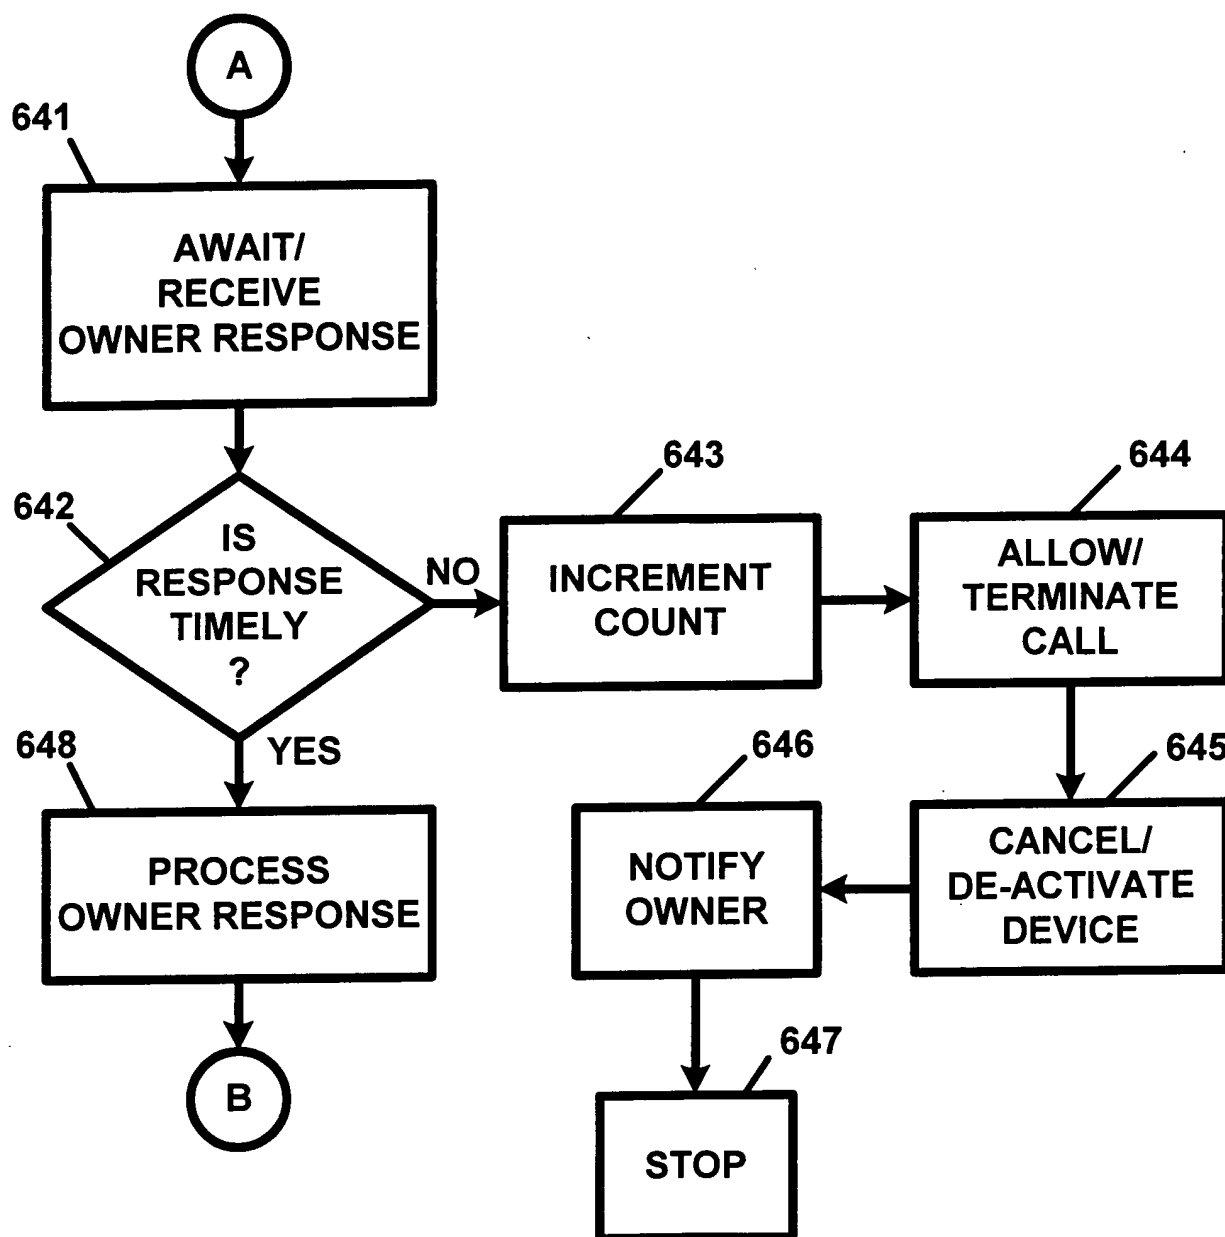 A
641
AWAIT/
RECEIVE
OWNER RESPONSE
642
IS
RESPONSE
TIMELY
?
NO
643
INCREMENT
COUNT
644
ALLOW/
TERMINATE
CALL
YES
648
PROCESS
OWNER RESPONSE
645
CANCEL/
DE-ACTIVATE
DEVICE
646
NOTIFY
OWNER
647
STOP
B